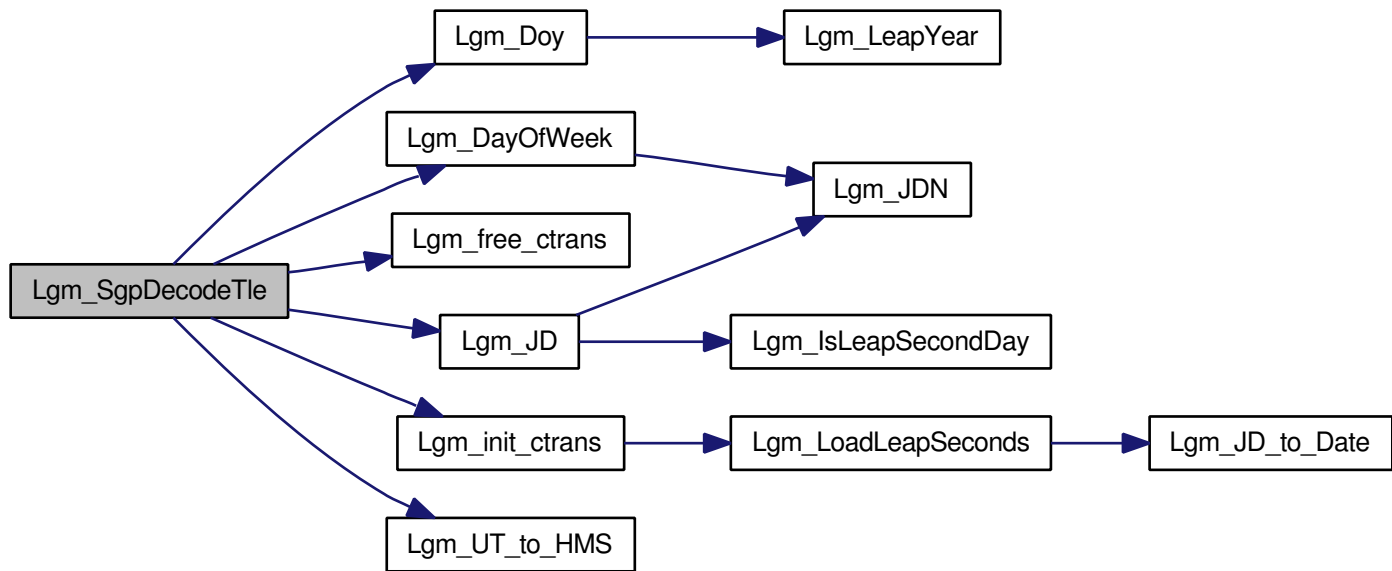 Lgm_SgpDecodeTle
Lgm_Doy
Lgm_LeapYear
Lgm_DayOfWeek
Lgm_JDN
Lgm_free_ctrans
Lgm_JD
Lgm_IsLeapSecondDay
Lgm_init_ctrans
Lgm_LoadLeapSeconds
Lgm_JD_to_Date
Lgm_UT_to_HMS